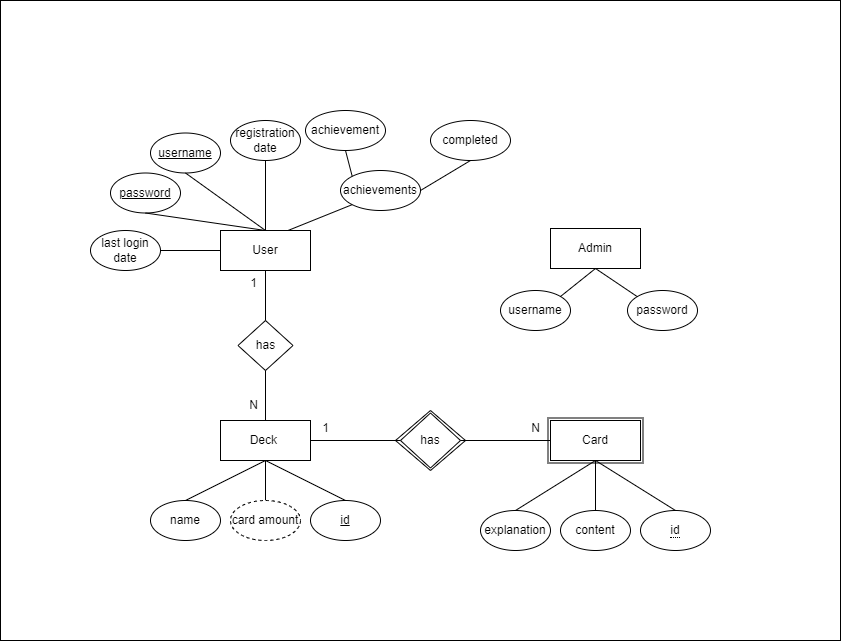 achievement
registration
date
completed
username
achievements
password
last login
date
User
Admin
1
username
password
has
N
1
N
Deck
has
Card
name
card amount
id
explanation
content
id